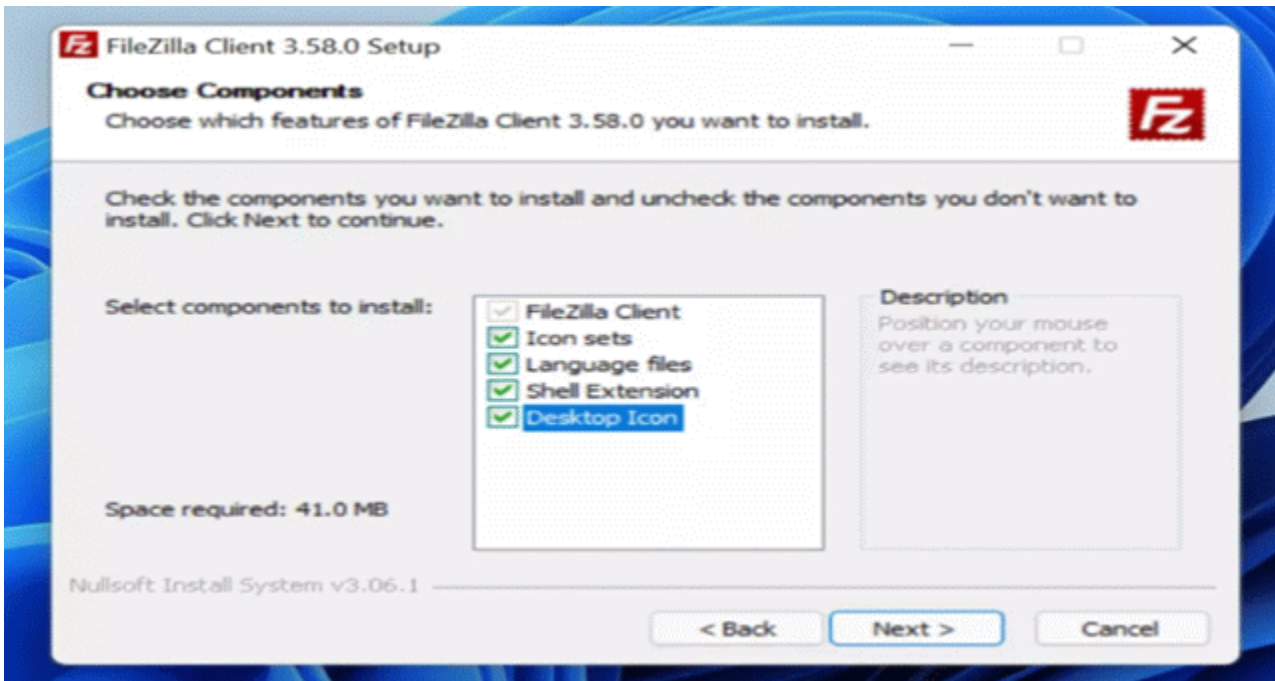 Fz FileZilla Client 3.58.0 Setup
Choose Components
Choose which features of FileZilla Client 3.58.0 you want to install.
Fz
Check the components you want to install and uncheck the components you don't want to
install. Click Next to continue.
Select components to install:
FileZilla Client
Icon sets
Language files
Shell Extension
Desktop Icon
Description
Position your mouse
over a component to
see its description.
Space required: 41.0 MB
Nullsoft Install System v3.06.1
< Back
Next >
Cancel